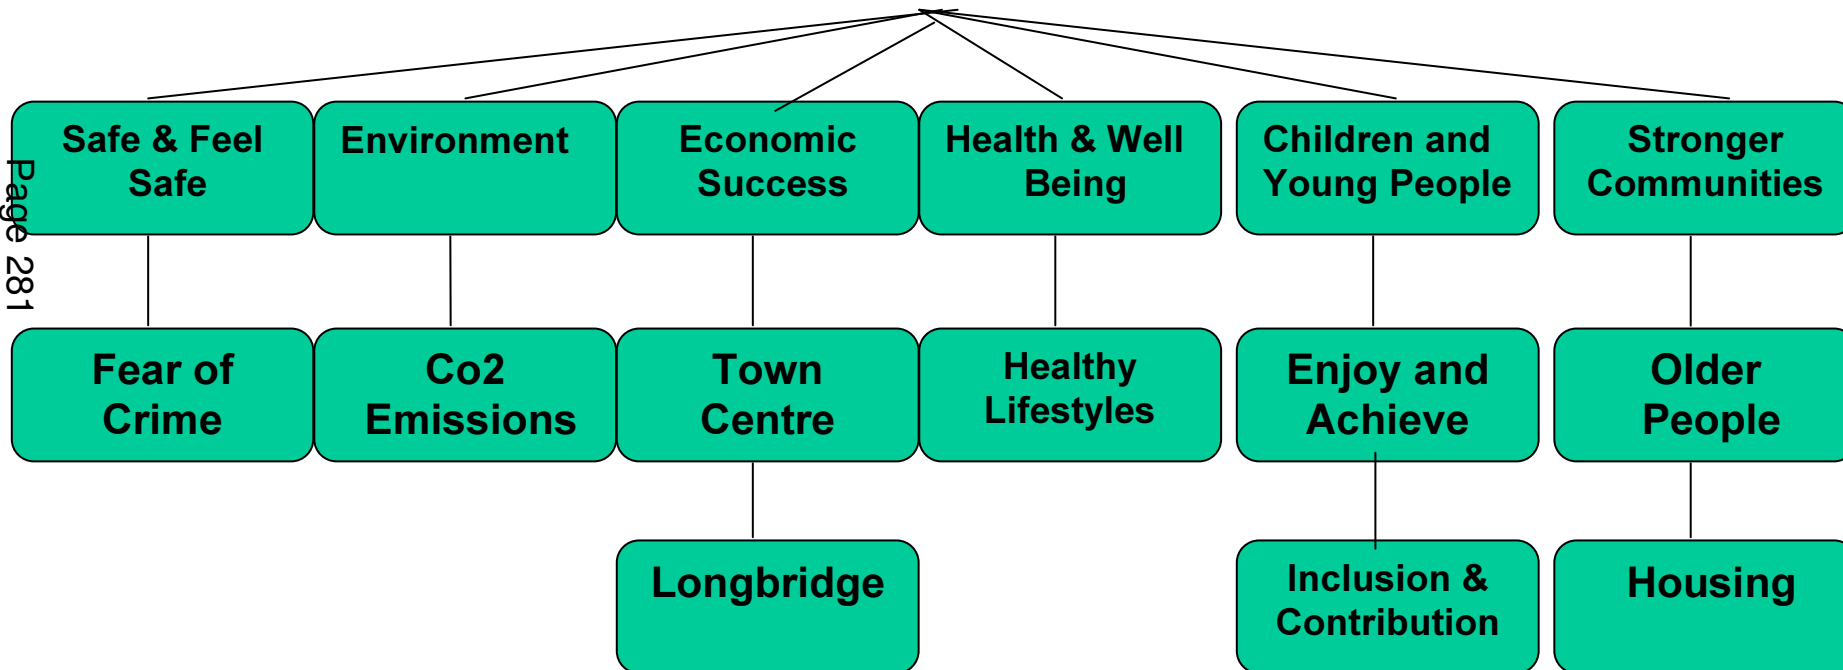 Safe & Feel
Safe
Environment
Economic
Success
Health & Well
Being
Children and
Young People
Stronger
Communities
Page 281
Fear of
Crime
Co2
Emissions
Town
Centre
Healthy
Lifestyles
Enjoy and
Achieve
Older
People
Longbridge
Inclusion &
Contribution
Housing